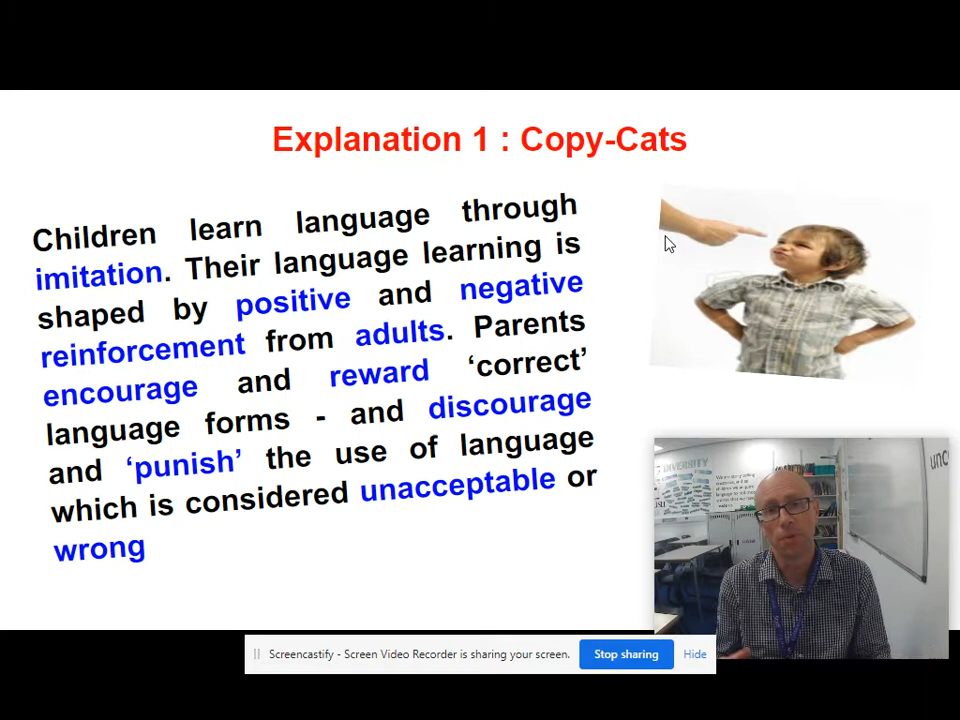 Explanation 1 : Copy-Cats
Children learn language through
imitation. Their language learning is
shaped by positive and negative
reinforcement from adults. Parents
encourage and reward ‘correct’
language forms - and discourage
and ‘punish’ the use of language
which is considered unacceptable or
wrong
Screencastify - Screen Video Recorder is sharing your screen.
Stop sharing
Hide